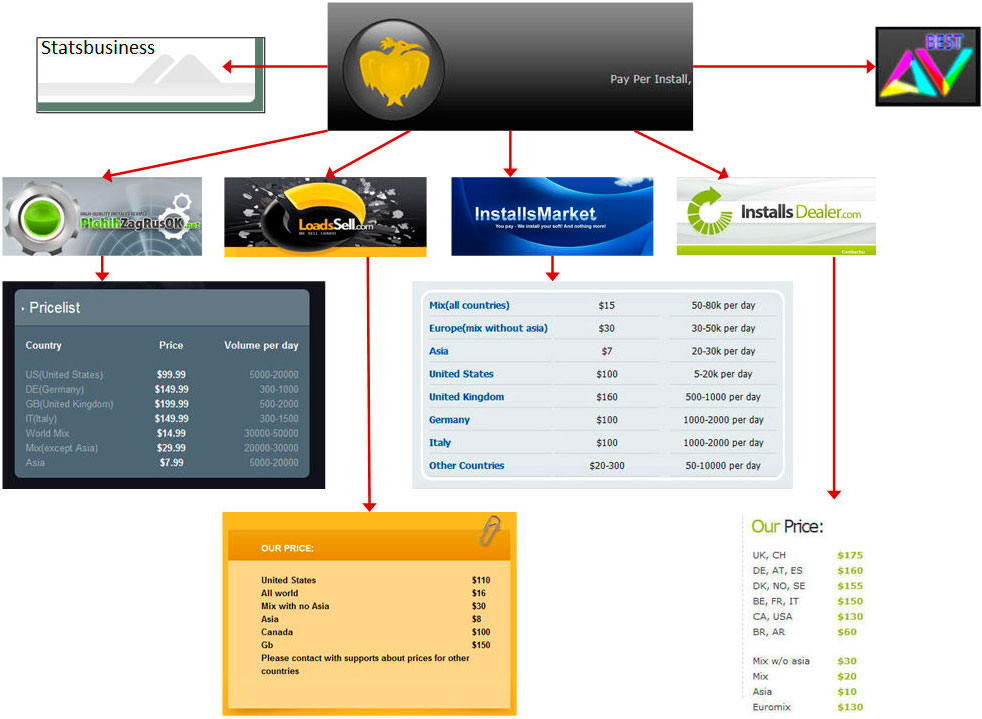 Statsbusiness
Pay Per Install,
BEST
AV
HIGH QUALITY INSTALLS SERVICE
PichihZagRusOK.net
LoadsSell.com
WE SELL LOADS!
InstallsMarket
You pay - We install your soft! And nothing more!
Installs Dealer.com
Contacts
Pricelist
Country Price Volume per day
US(United States) $99.99 5000-20000
DE(Germany) $149.99 300-1000
GB(United Kingdom) $199.99 500-2000
IT(Italy) $149.99 300-1500
World Mix $14.99 30000-50000
Mix(except Asia) $29.99 20000-30000
Asia $7.99 5000-20000
Mix(all countries) $15 50-80k per day
Europe(mix without asia) $30 30-50k per day
Asia $7 20-30k per day
United States $100 5-20k per day
United Kingdom $160 500-1000 per day
Germany $100 1000-2000 per day
Italy $100 1000-2000 per day
Other Countries $20-300 50-10000 per day
OUR PRICE:
United States $110
All world $16
Mix with no Asia $30
Asia $8
Canada $100
Gb $150
Please contact with supports about prices for other
countries
Our Price:
UK, CH $175
DE, AT, ES $160
DK, NO, SE $155
BE, FR, IT $150
CA, USA $130
BR, AR $60
Mix w/o asia $30
Mix $20
Asia $10
Euromix $130